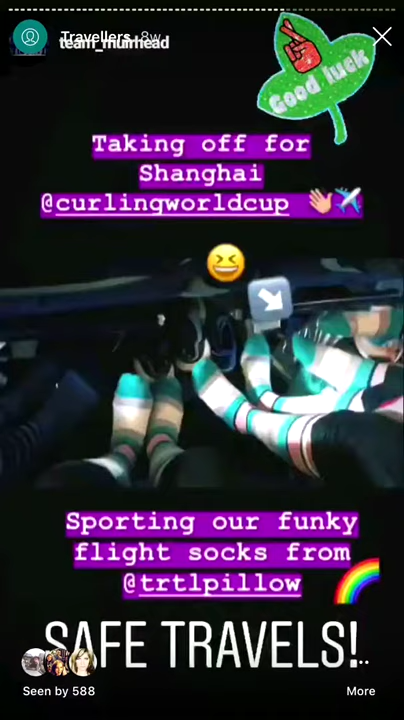 Travellers 8w
team_muirhead
Good luck
Taking off for
Shanghai
@curlingworldcup
Sporting our funky
flight socks from
@trtlpillow
SAFE TRAVELS!..
Seen by 588
More